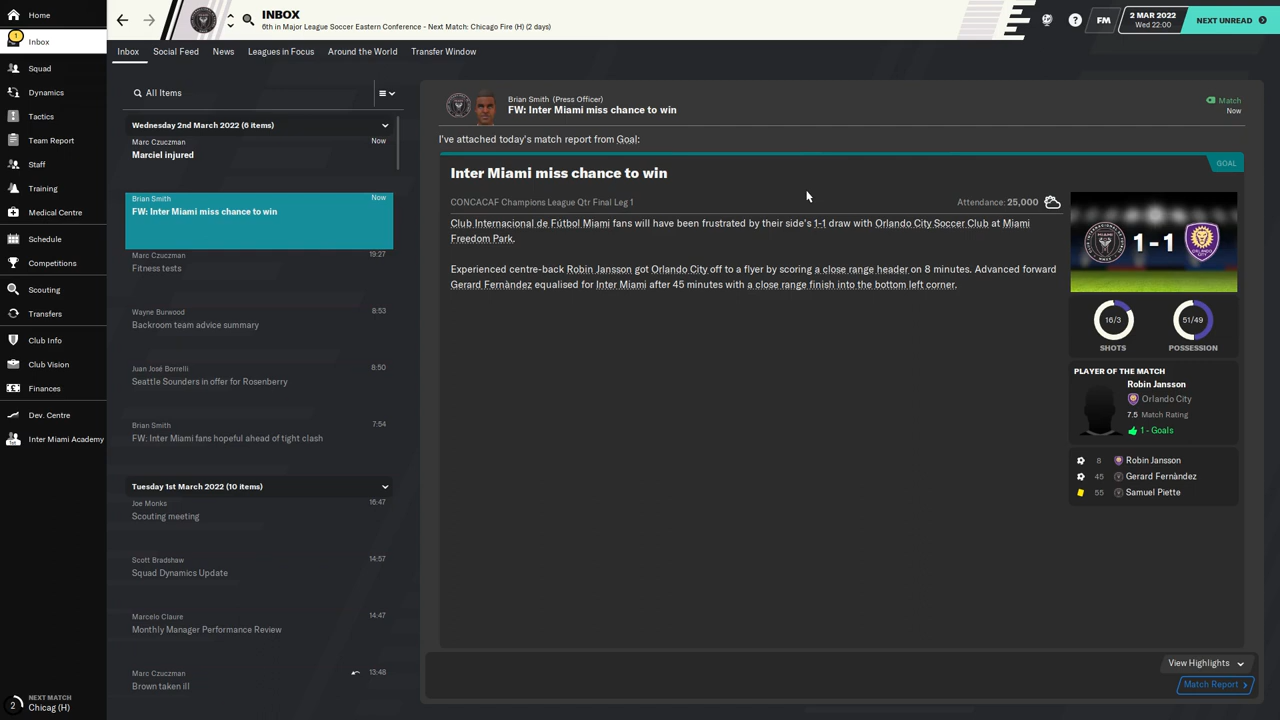 Home
INBOX
6th in Major League Soccer Eastern Conference - Next Match: Chicago Fire (H) (2 days)
?
FM
2 MAR 2022
Wed 22:00
NEXT UNREAD
1
Inbox
Inbox
Social Feed
News
Leagues in Focus
Around the World
Transfer Window
Squad
Dynamics
Tactics
Team Report
Staff
Training
Medical Centre
Schedule
Competitions
Scouting
Transfers
Club Info
Club Vision
Finances
Dev. Centre
Inter Miami Academy
2
NEXT MATCH
Chicag (H)
All Items
Wednesday 2nd March 2022 (6 items)
Marc Czuczman
Now
Marciel injured
Brian Smith
Now
FW: Inter Miami miss chance to win
Marc Czuczman
19:27
Fitness tests
Wayne Burwood
8:53
Backroom team advice summary
Juan José Borrelli
8:50
Seattle Sounders in offer for Rosenberry
Brian Smith
7:54
FW: Inter Miami fans hopeful ahead of tight clash
Tuesday 1st March 2022 (10 items)
Joe Monks
16:47
Scouting meeting
Scott Bradshaw
14:57
Squad Dynamics Update
Marcelo Claure
14:47
Monthly Manager Performance Review
Marc Czuczman
13:48
Brown taken ill
Brian Smith (Press Officer)
FW: Inter Miami miss chance to win
Match
Now
I've attached today's match report from Goal:
GOAL
Inter Miami miss chance to win
CONCACAF Champions League Qtr Final Leg 1
Attendance: 25,000
Club Internacional de Fútbol Miami fans will have been frustrated by their side's 1-1 draw with Orlando City Soccer Club at Miami
Freedom Park.
Experienced centre-back Robin Jansson got Orlando City off to a flyer by scoring a close range header on 8 minutes. Advanced forward
Gerard Fernàndez equalised for Inter Miami after 45 minutes with a close range finish into the bottom left corner.
1-1
16/3
SHOTS
51/49
POSSESSION
PLAYER OF THE MATCH
Robin Jansson
Orlando City
7.5 Match Rating
1 - Goals
8 Robin Jansson
45 Gerard Fernàndez
55 Samuel Piette
View Highlights
Match Report